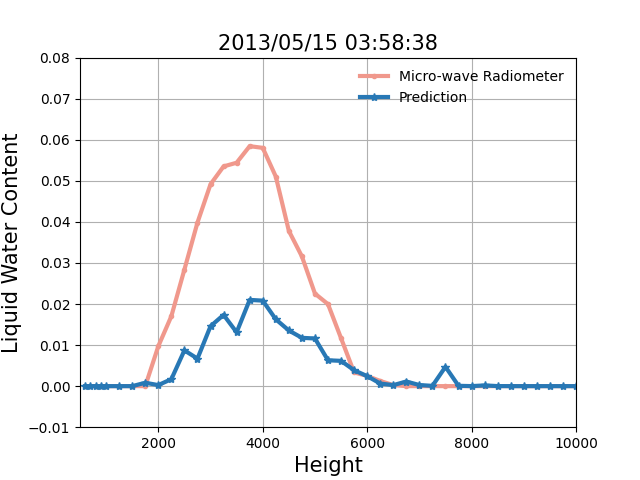 2013/05/15 03:58:38
0.08
0.07
0.06
0.05
0.04
0.03
0.02
0.01
0.00
−0.01
Liquid Water Content
Micro-wave Radiometer
Prediction
2000 4000 6000 8000 10000
Height